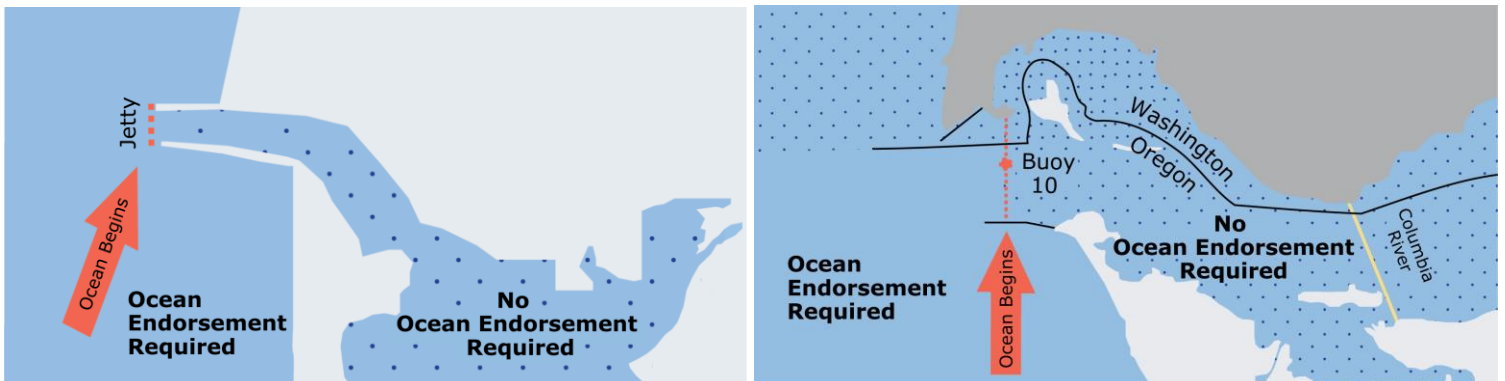 Jetty
Ocean Begins
Ocean
Endorsement
Required
No
Ocean Endorsement
Required
Washington
Oregon
Buoy
10
Columbia
River
No
Ocean Endorsement
Required
Ocean
Endorsement
Required
Ocean Begins